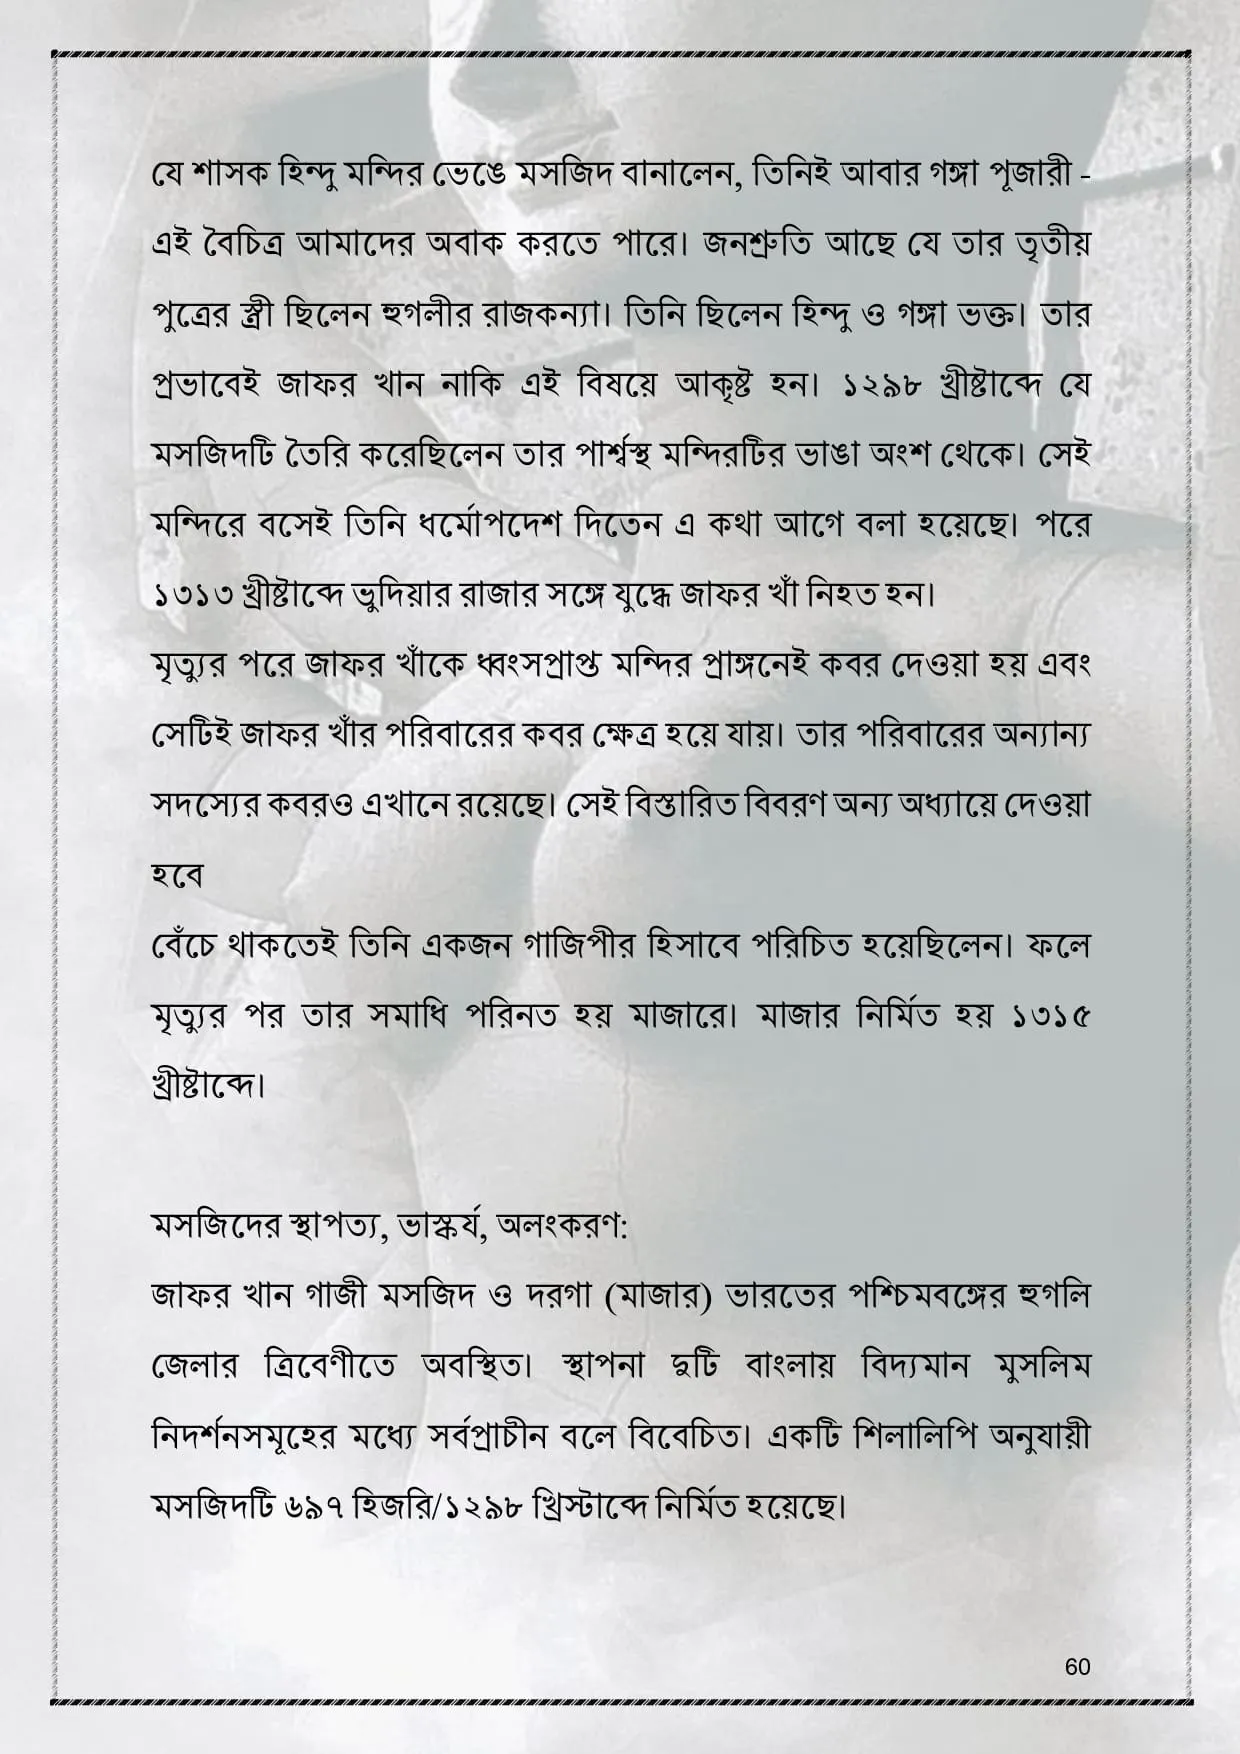 যে শাসক হিন্দু মন্দির ভেঙে মসজিদ বানালেন, তিনিই আবার গঙ্গা পূজারী -
এই বৈচিত্র আমাদের অবাক করতে পারে। জনশ্রুতি আছে যে তার তৃতীয়
পুত্রের স্ত্রী ছিলেন হুগলীর রাজকন্যা। তিনি ছিলেন হিন্দু ও গঙ্গা ভক্ত। তার
প্রভাবেই জাফর খান নাকি এই বিষয়ে আকৃষ্ট হন। ১২৯৮ খ্রীষ্টাব্দে যে
মসজিদটি তৈরি করেছিলেন তার পার্শ্বস্থ মন্দিরটির ভাঙা অংশ থেকে। সেই
মন্দিরে বসেই তিনি ধর্মোপদেশ দিতেন এ কথা আগে বলা হয়েছে। পরে
১৩১৩ খ্রীষ্টাব্দে ভুদিয়ার রাজার সঙ্গে যুদ্ধে জাফর খাঁ নিহত হন।
মৃত্যুর পরে জাফর খাঁকে ধ্বংসপ্রাপ্ত মন্দির প্রাঙ্গনেই কবর দেওয়া হয় এবং
সেটিই জাফর খাঁর পরিবারের কবর ক্ষেত্র হয়ে যায়। তার পরিবারের অন্যান্য
সদস্যের কবরও এখানে রয়েছে। সেই বিস্তারিত বিবরণ অন্য অধ্যায়ে দেওয়া
হবে
বেঁচে থাকতেই তিনি একজন গাজিপীর হিসাবে পরিচিত হয়েছিলেন। ফলে
মৃত্যুর পর তার সমাধি পরিনত হয় মাজারে। মাজার নির্মিত হয় ১৩১৫
খ্রীষ্টাব্দে।
মসজিদের স্থাপত্য, ভাস্কর্য, অলংকরণ:
জাফর খান গাজী মসজিদ ও দরগা (মাজার) ভারতের পশ্চিমবঙ্গের হুগলি
জেলার ত্রিবেণীতে অবস্থিত। স্থাপনা দুটি বাংলায় বিদ্যমান মুসলিম
নিদর্শনসমূহের মধ্যে সর্বপ্রাচীন বলে বিবেচিত। একটি শিলালিপি অনুযায়ী
মসজিদটি ৬৯৭ হিজরি/১২৯৮ খ্রিস্টাব্দে নির্মিত হয়েছে।
60